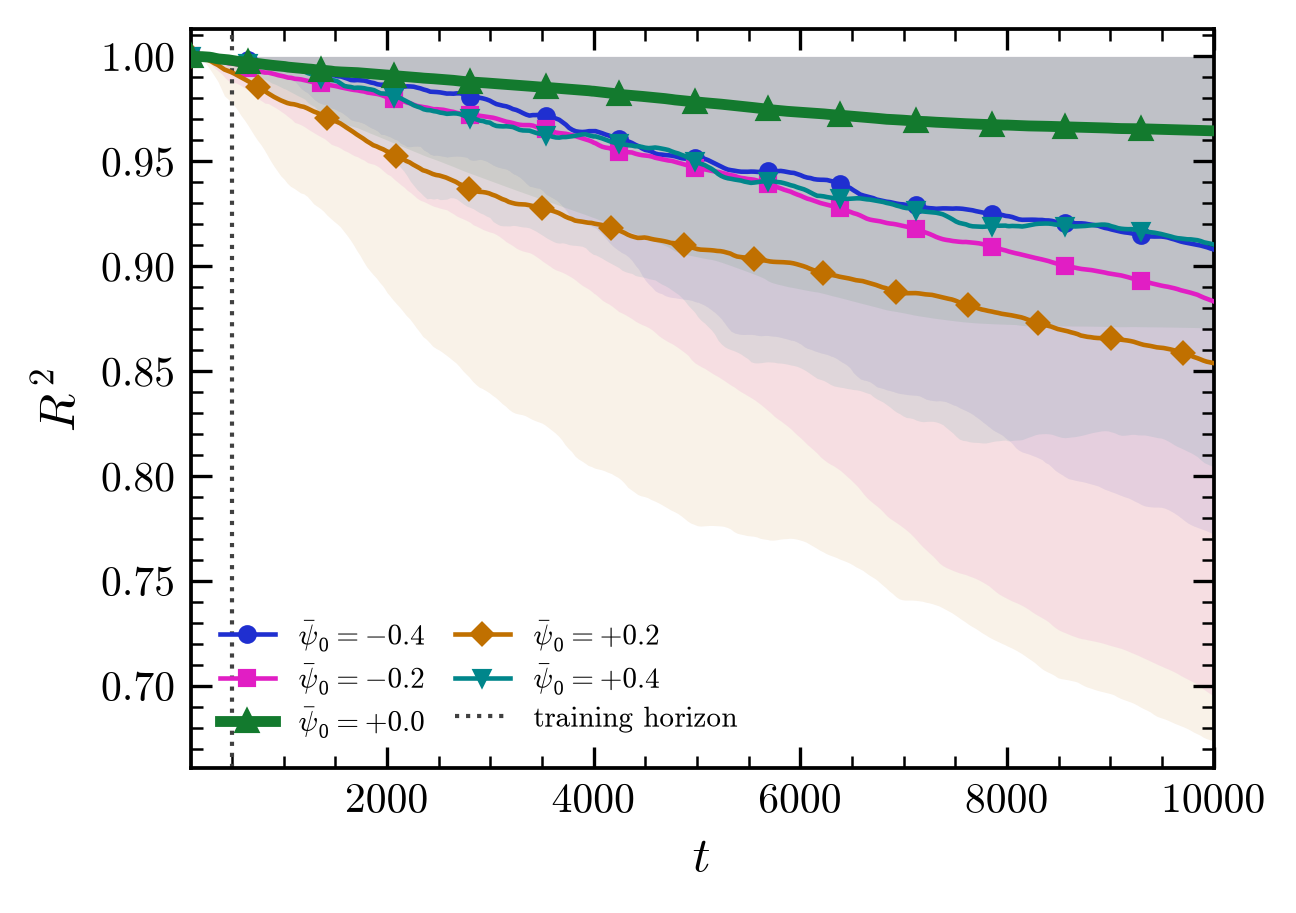 1.00
0.95
0.90
0.85
0.80
0.75
0.70
R²
ψ̄₀ = −0.4
ψ̄₀ = −0.2
ψ̄₀ = +0.0
ψ̄₀ = +0.2
ψ̄₀ = +0.4
training horizon
2000 4000 6000 8000 10000
t